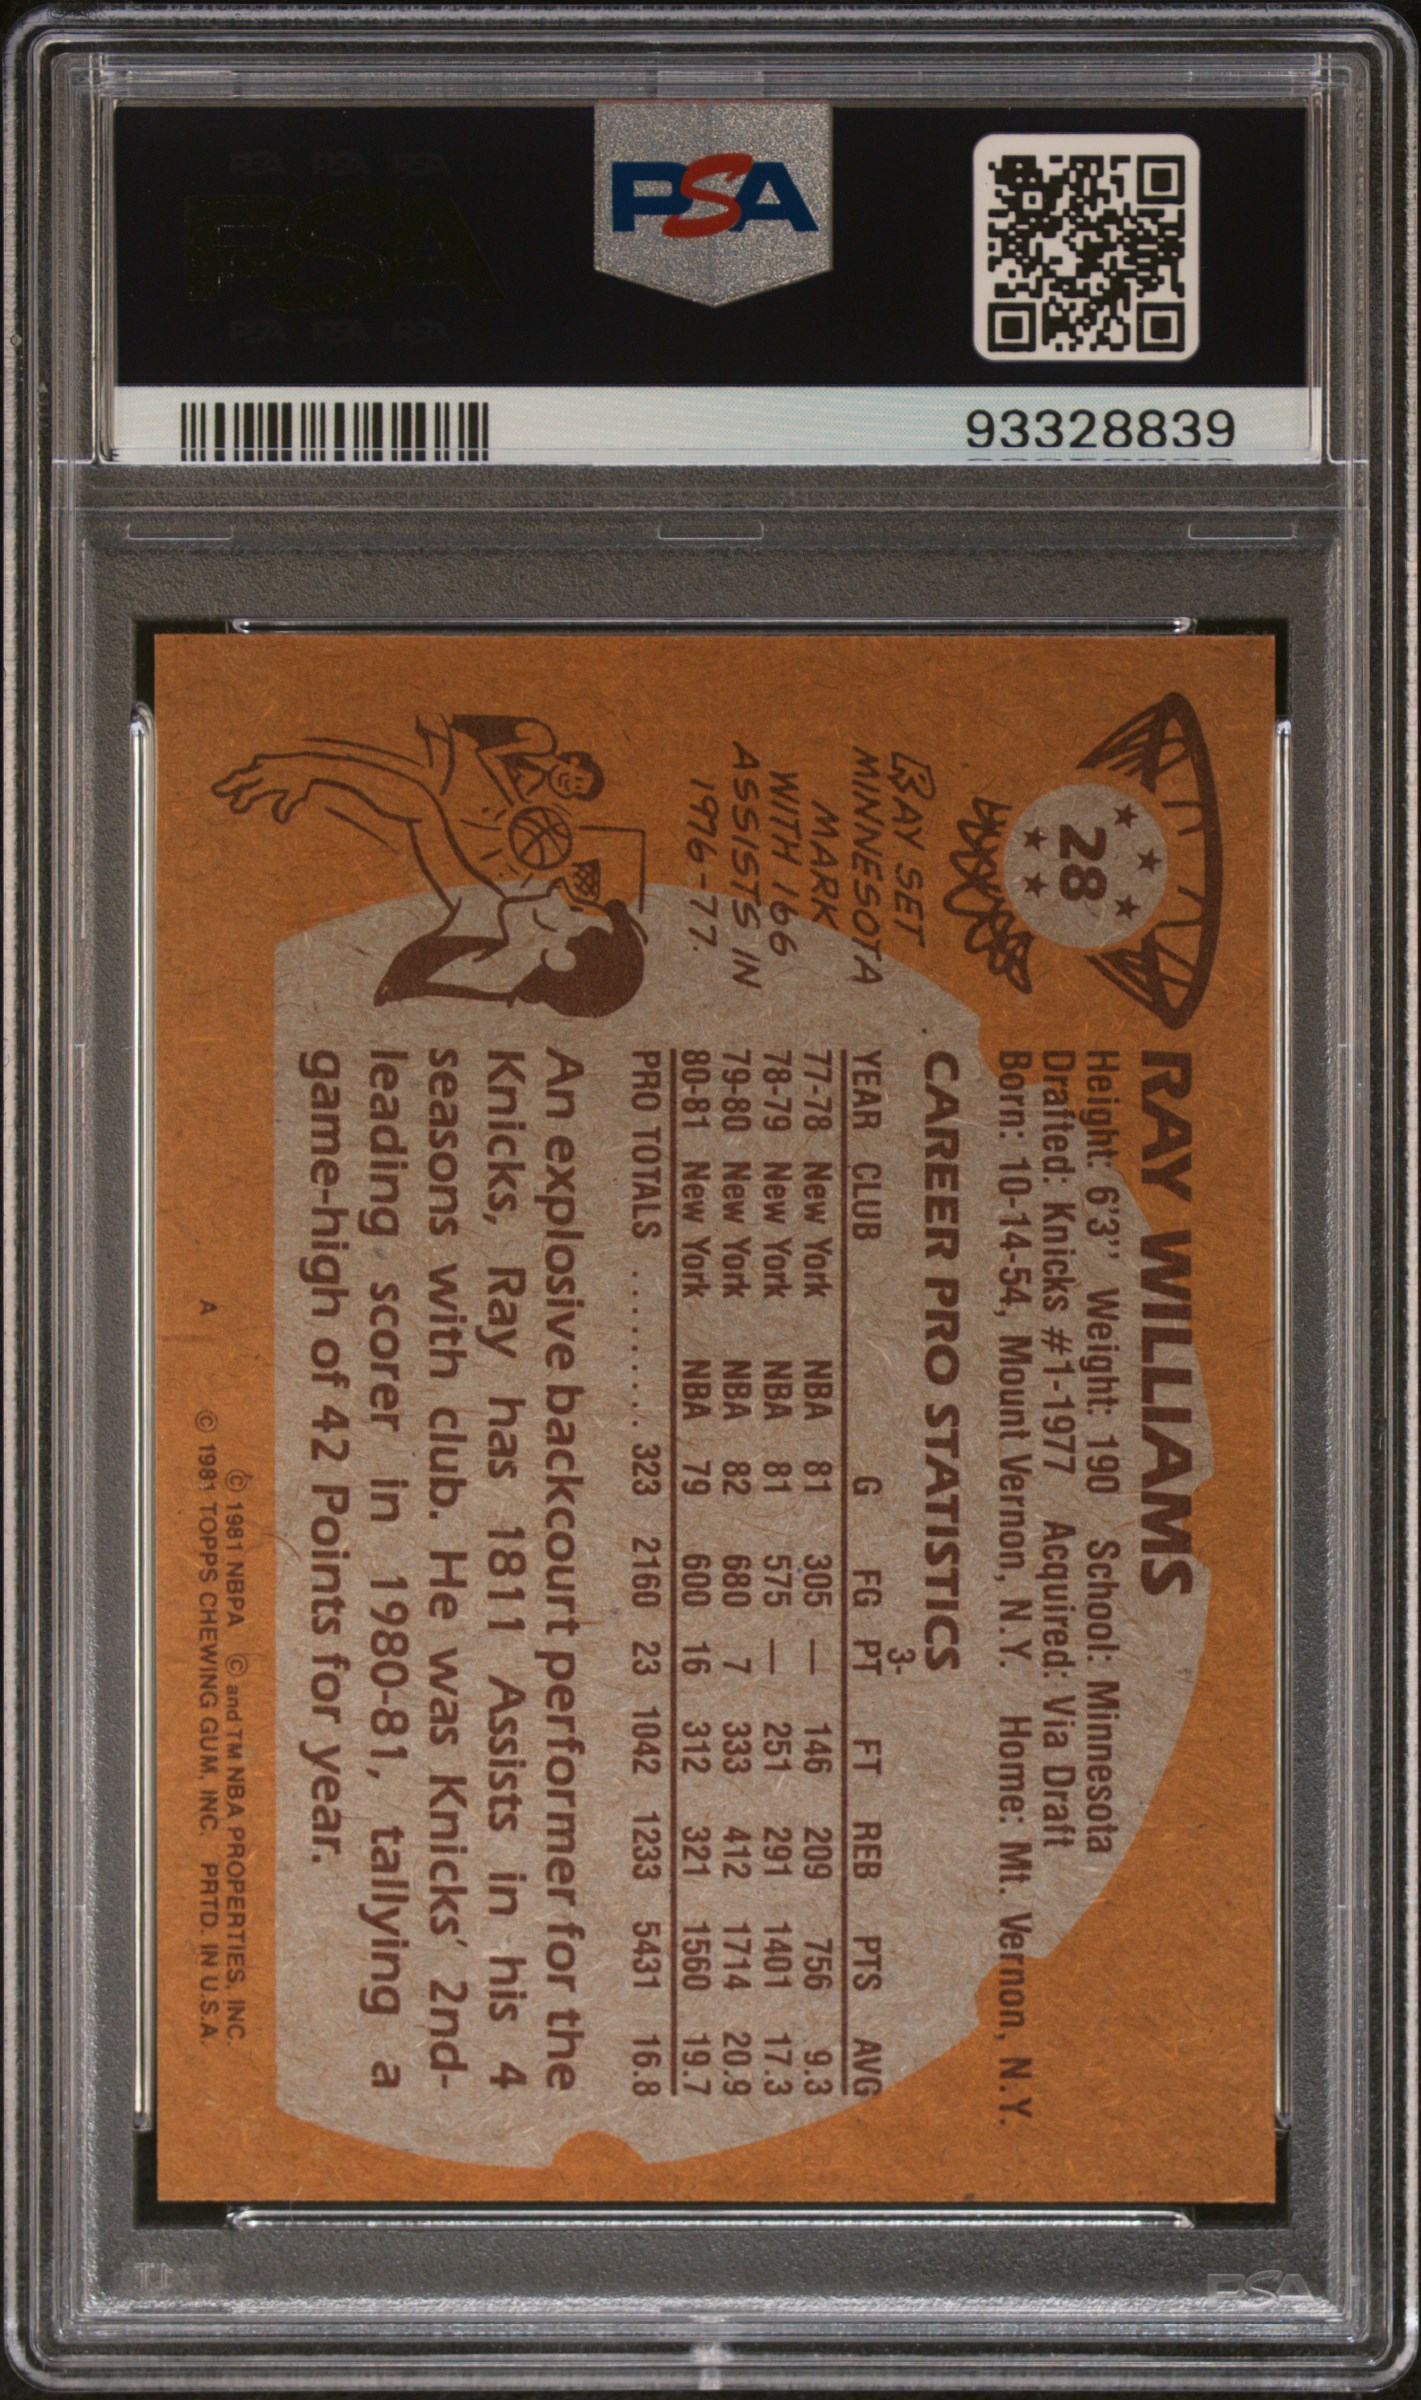 PSA PSA PSA
PSA
PSA
PSA PSA PSA
93328839
28
RAY WILLIAMS
Height: 6'3" Weight: 190 School: Minnesota
Drafted: Knicks #1-1977 Acquired: Via Draft
Born: 10-14-54, Mount Vernon, N.Y. Home: Mt. Vernon, N.Y.
RAY SET
MINNESOTA
MARK
WITH 166
ASSISTS IN
1976-77.
CAREER PRO STATISTICS
3-
YEAR CLUB G FG PT FT REB PTS AVG
77-78 New York NBA 81 305 — 146 209 756 9.3
78-79 New York NBA 81 575 — 251 291 1401 17.3
79-80 New York NBA 82 680 7 333 412 1714 20.9
80-81 New York NBA 79 600 16 312 321 1560 19.7
PRO TOTALS ......... 323 2160 23 1042 1233 5431 16.8
An explosive backcourt performer for the
Knicks, Ray has 1811 Assists in his 4
seasons with club. He was Knicks' 2nd-
leading scorer in 1980-81, tallying a
game-high of 42 Points for year.
© 1981 NBPA © and TM NBA PROPERTIES, INC.
A © 1981 TOPPS CHEWING GUM, INC. PRTD. IN U.S.A.
PSA